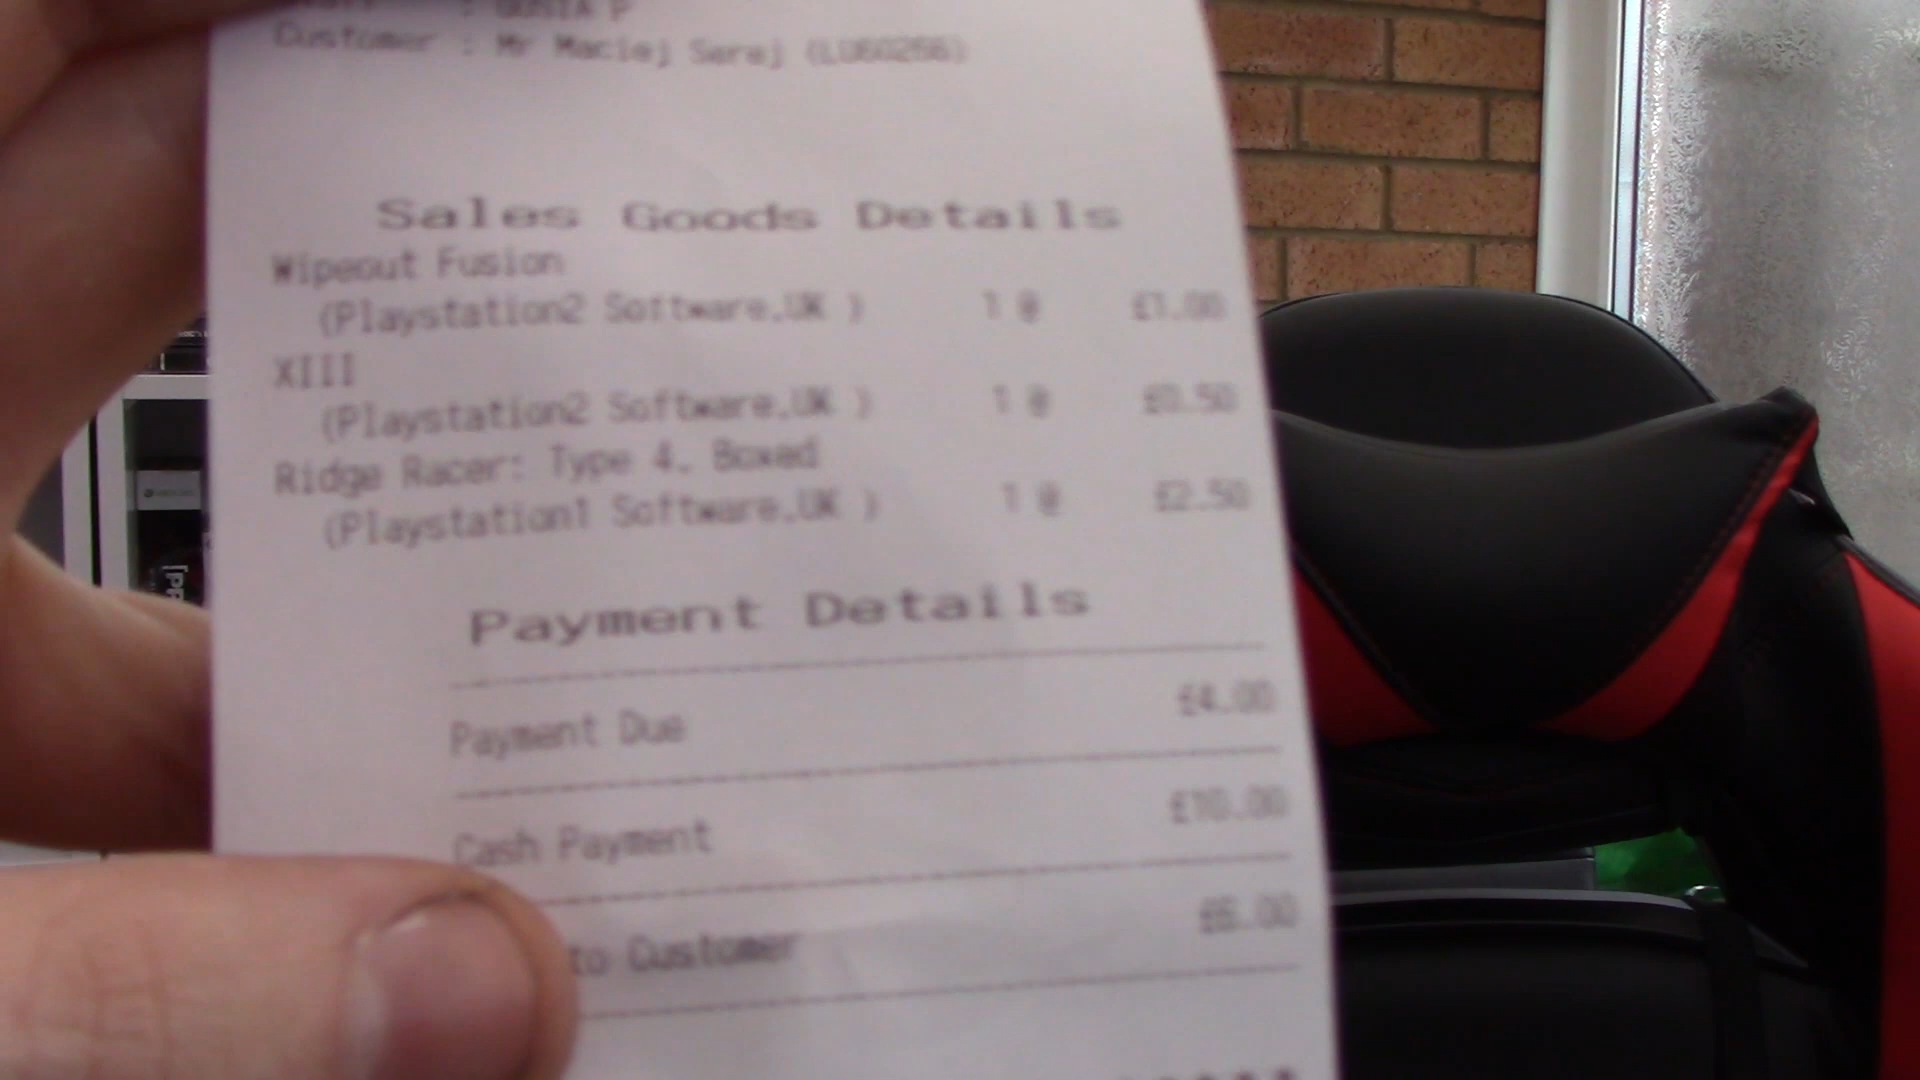 Customer : Mr Maciej Serej (LU60256)
Sales Goods Details
Wipeout Fusion
(Playstation2 Software,UK ) 1 @ £1.00
XIII
(Playstation2 Software,UK ) 1 @ £0.50
Ridge Racer: Type 4, Boxed
(Playstation1 Software,UK ) 1 @ £2.50
Payment Details
Payment Due £4.00
Cash Payment £10.00
to Customer £6.00